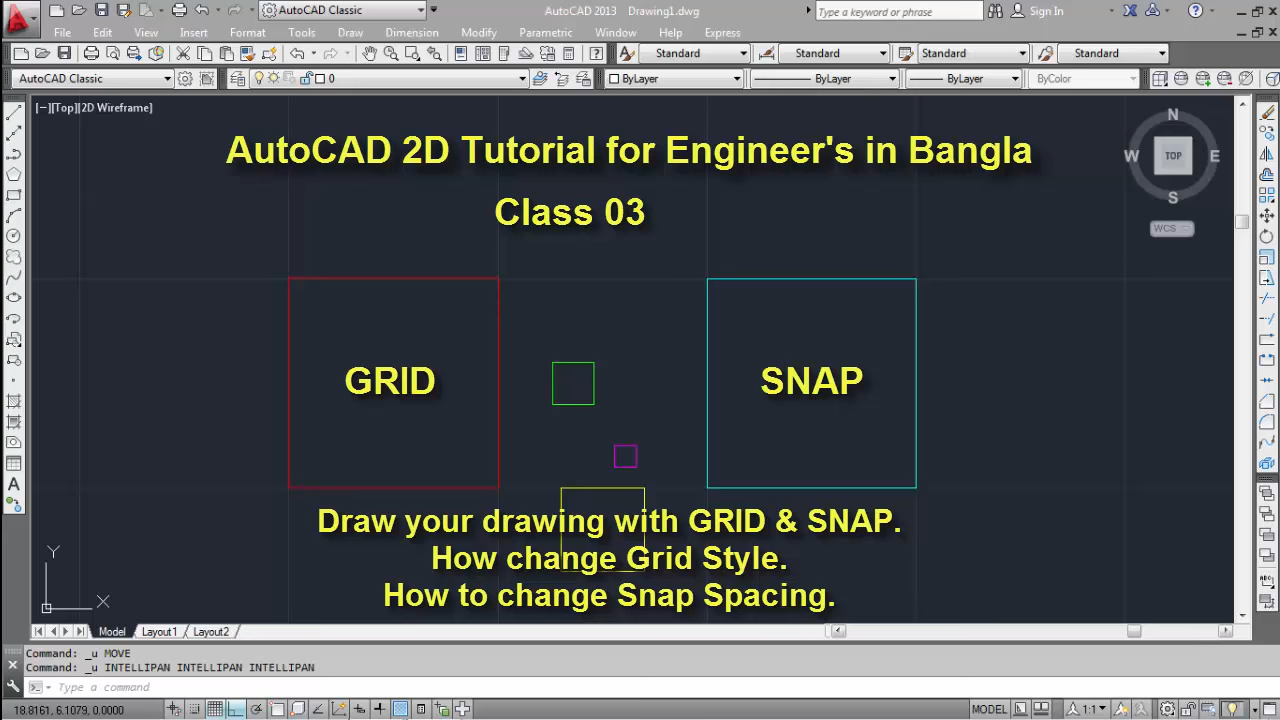 AutoCAD Classic
AutoCAD 2013 Drawing1.dwg
Type a keyword or phrase
Sign In
File Edit View Insert Format Tools Draw Dimension Modify Parametric Window Help Express
Standard Standard Standard Standard
AutoCAD Classic 0 ByLayer ByLayer ByLayer ByColor
[−][Top][2D Wireframe]
AutoCAD 2D Tutorial for Engineer's in Bangla
Class 03
N
W TOP E
S
WCS
GRID
SNAP
Draw your drawing with GRID & SNAP.
How change Grid Style.
How to change Snap Spacing.
Y
X
Model Layout1 Layout2
Command: _u MOVE
Command: _u INTELLIPAN INTELLIPAN INTELLIPAN
Type a command
18.8161, 6.1079, 0.0000
MODEL 1:1